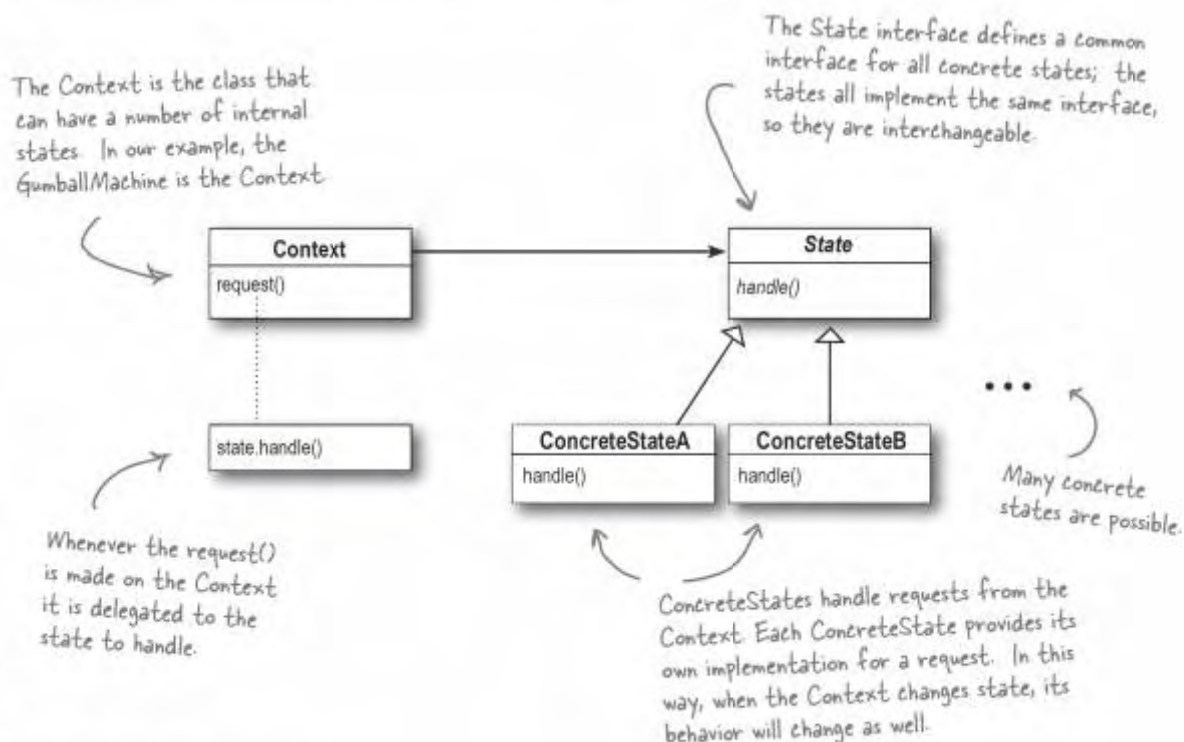 The State interface defines a common
interface for all concrete states; the
states all implement the same interface,
so they are interchangeable.
The Context is the class that
can have a number of internal
states. In our example, the
GumballMachine is the Context
Context
request()
State
handle()
state.handle()
ConcreteStateA
handle()
ConcreteStateB
handle()
Many concrete
states are possible.
Whenever the request()
is made on the Context
it is delegated to the
state to handle.
ConcreteStates handle requests from the
Context. Each ConcreteState provides its
own implementation for a request. In this
way, when the Context changes state, its
behavior will change as well.